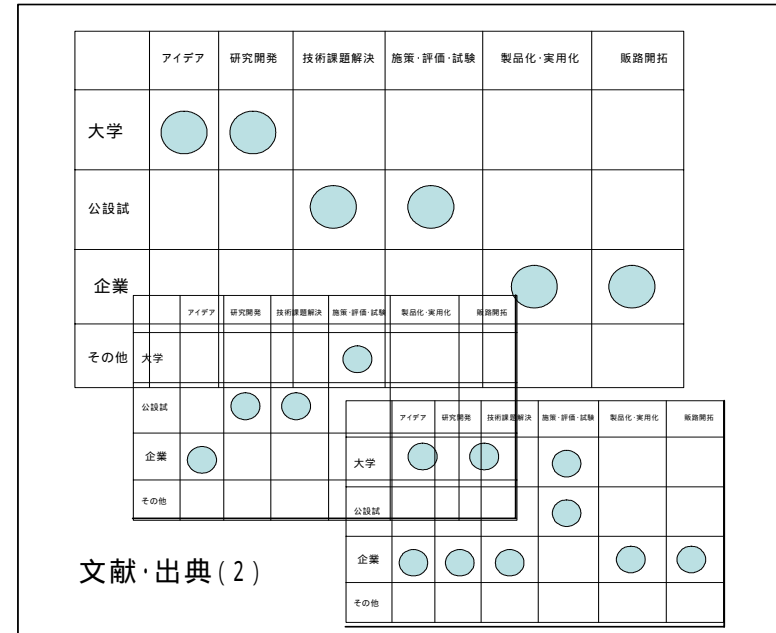 アイデア 研究開発 技術課題解決 施策･評価･試験 製品化･実用化 販路開拓
大学
公設試
企業
その他
アイデア 研究開発 技術課題解決 施策･評価･試験 製品化･実用化 販路開拓
大学
公設試
企業
その他
アイデア 研究開発 技術課題解決 施策･評価･試験 製品化･実用化 販路開拓
大学
公設試
企業
その他
文献･出典(2)